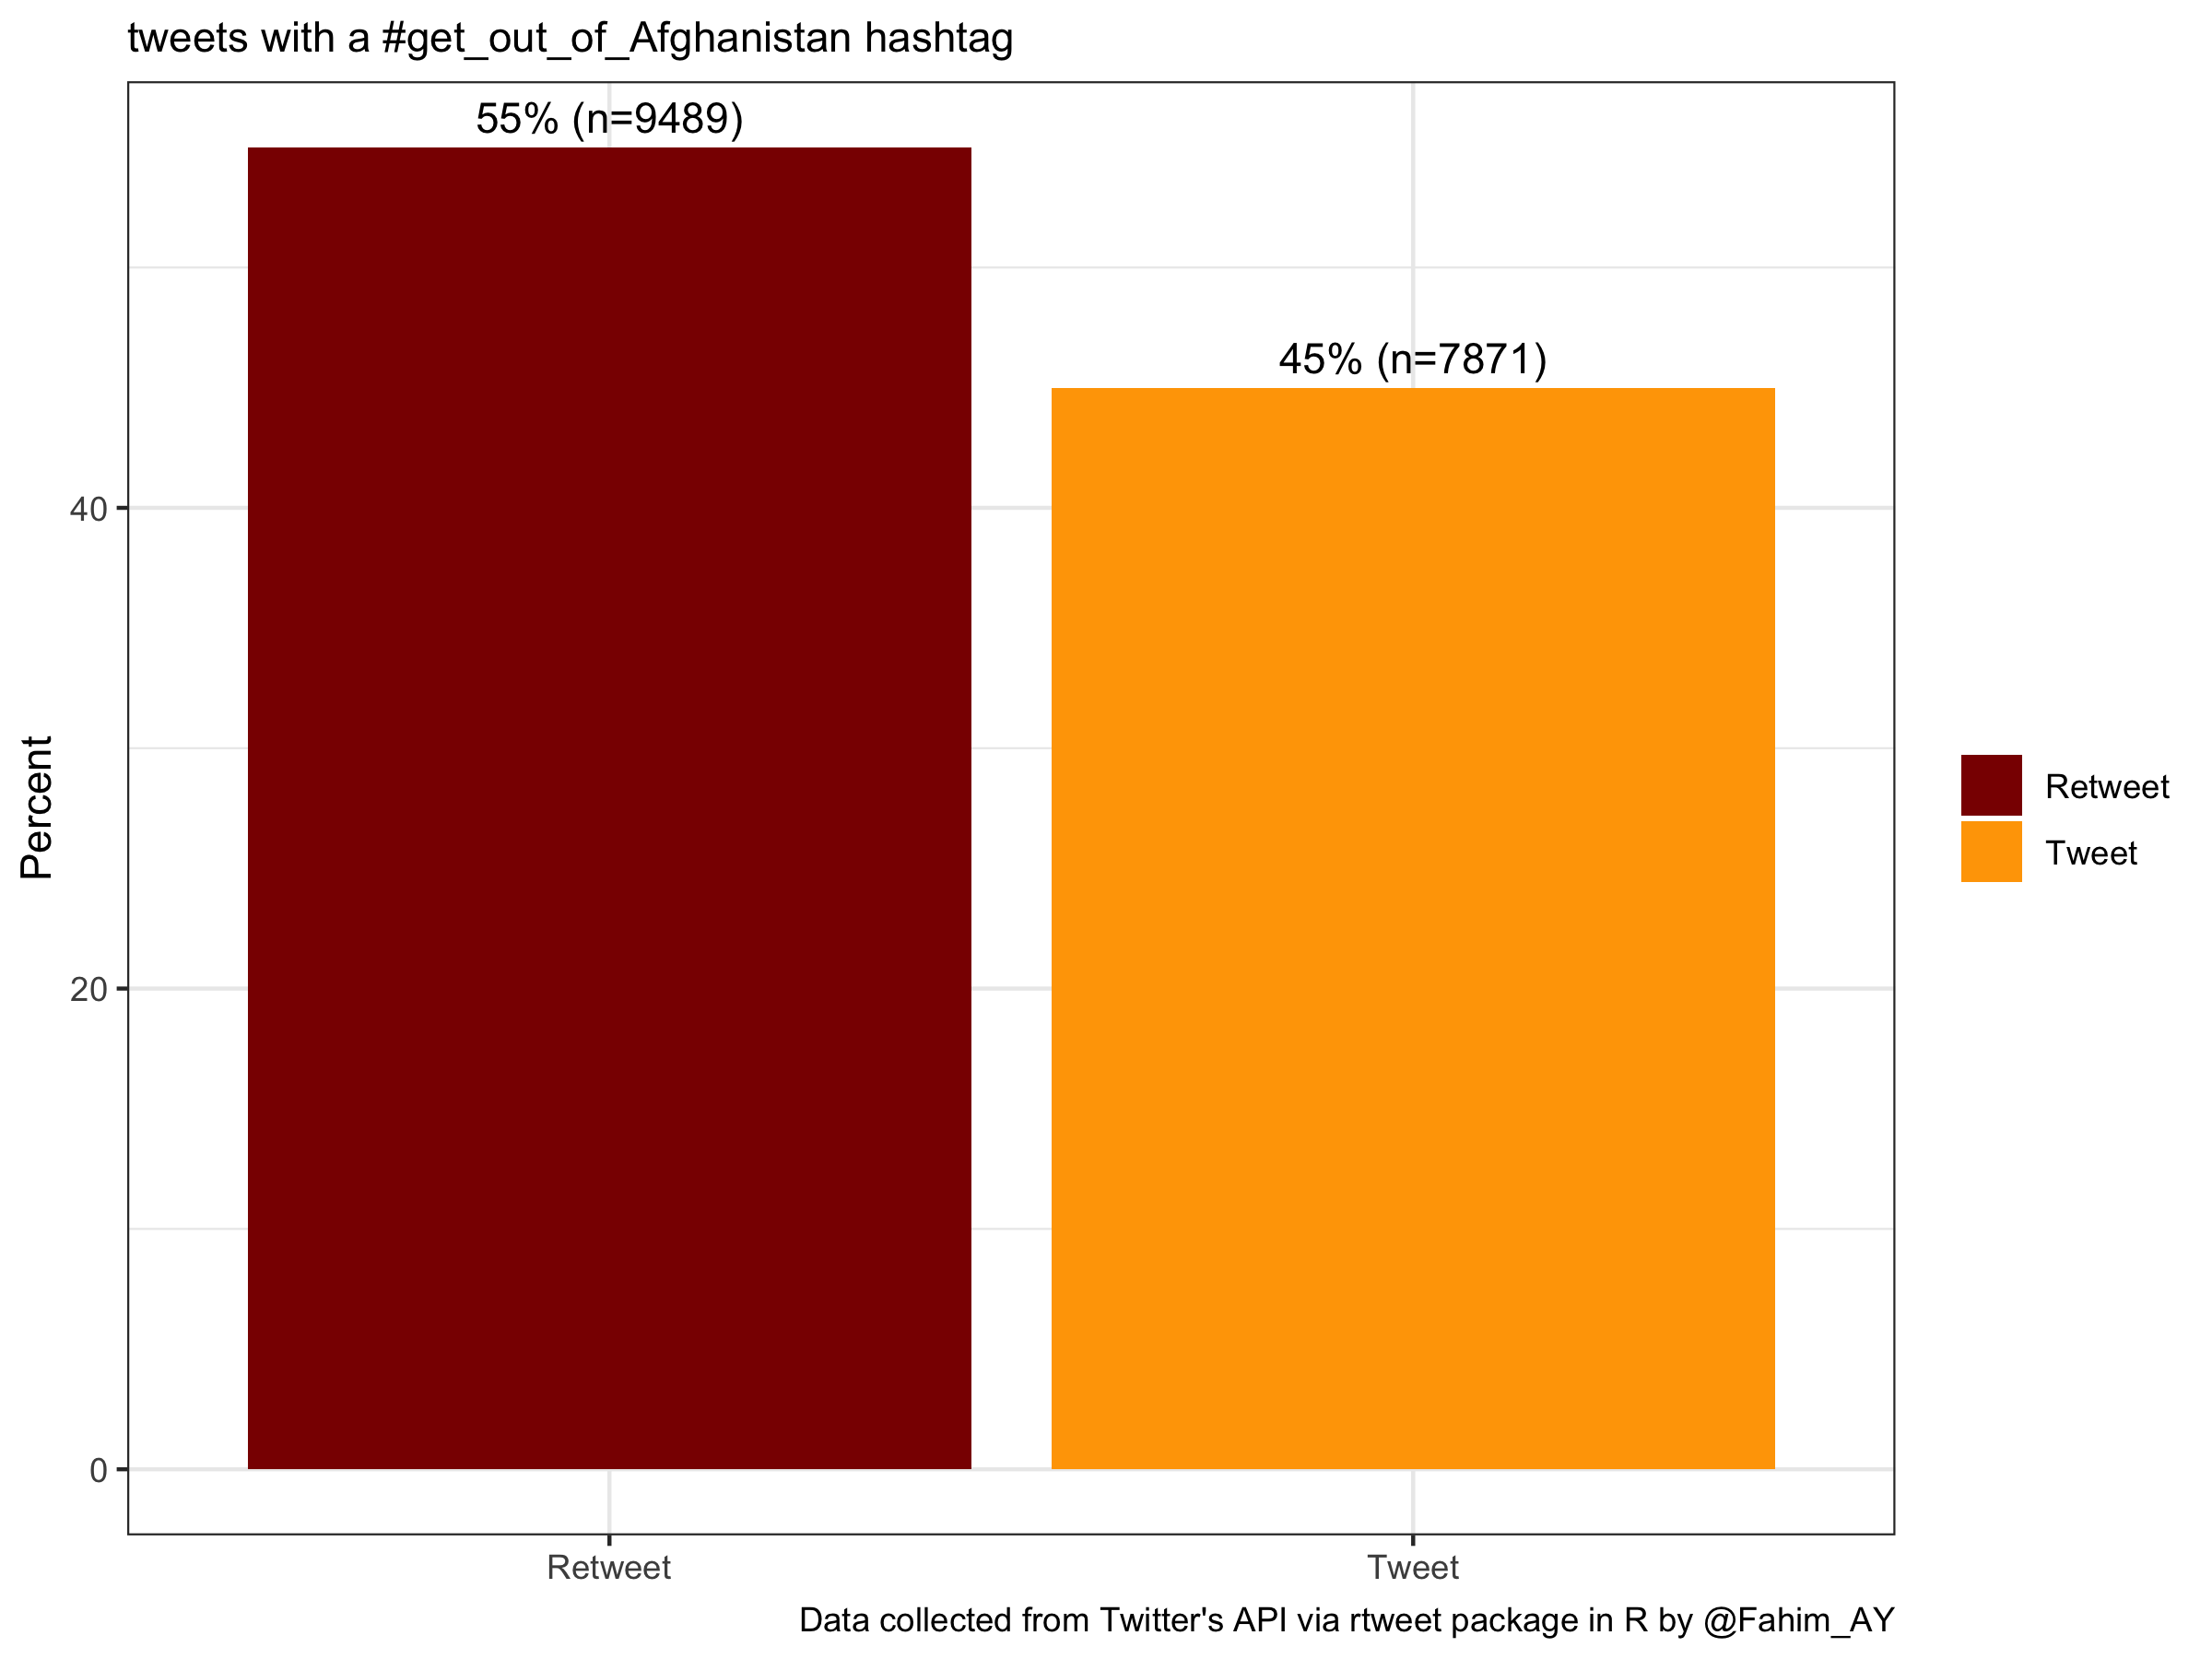 tweets with a #get_out_of_Afghanistan hashtag
55% (n=9489)
45% (n=7871)
40
20
0
Percent
Retweet
Tweet
Retweet
Tweet
Data collected from Twitter's API via rtweet package in R by @Fahim_AY